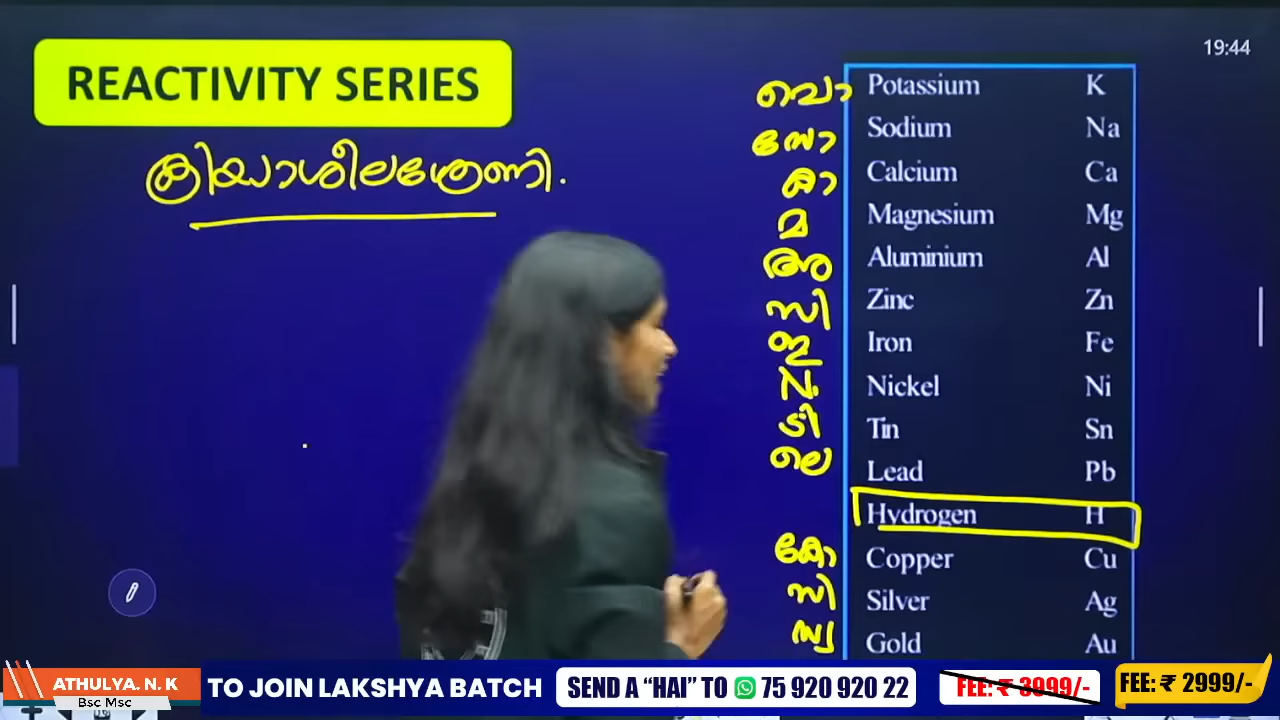 19:44
REACTIVITY SERIES
ക്രിയാശീലശ്രേണി.
പൊ Potassium K
സോ Sodium Na
കാ Calcium Ca
മ Magnesium Mg
അ Aluminium Al
സി Zinc Zn
Iron Fe
നി Nickel Ni
ടി Tin Sn
ലെ Lead Pb
Hydrogen H
കോ Copper Cu
സി Silver Ag
സ്വ Gold Au
ATHULYA. N. K
Bsc Msc
TO JOIN LAKSHYA BATCH
SEND A “HAI” TO 75 920 920 22
FEE: ₹ 3999/-
FEE: ₹ 2999/-